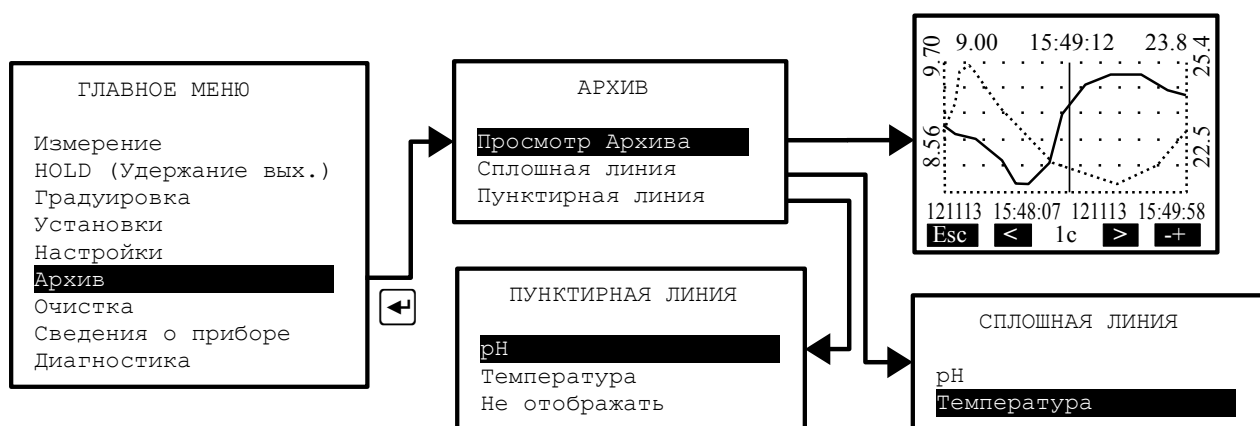 ГЛАВНОЕ МЕНЮ
Измерение
HOLD (Удержание вых.)
Градуировка
Установки
Настройки
Архив
Очистка
Сведения о приборе
Диагностика
АРХИВ
Просмотр Архива
Сплошная линия
Пунктирная линия
9.70
9.00 15:49:12 23.8
25.4
8.56
22.5
121113 15:48:07 121113 15:49:58
Esc < 1с > -+
ПУНКТИРНАЯ ЛИНИЯ
pH
Температура
Не отображать
СПЛОШНАЯ ЛИНИЯ
pH
Температура